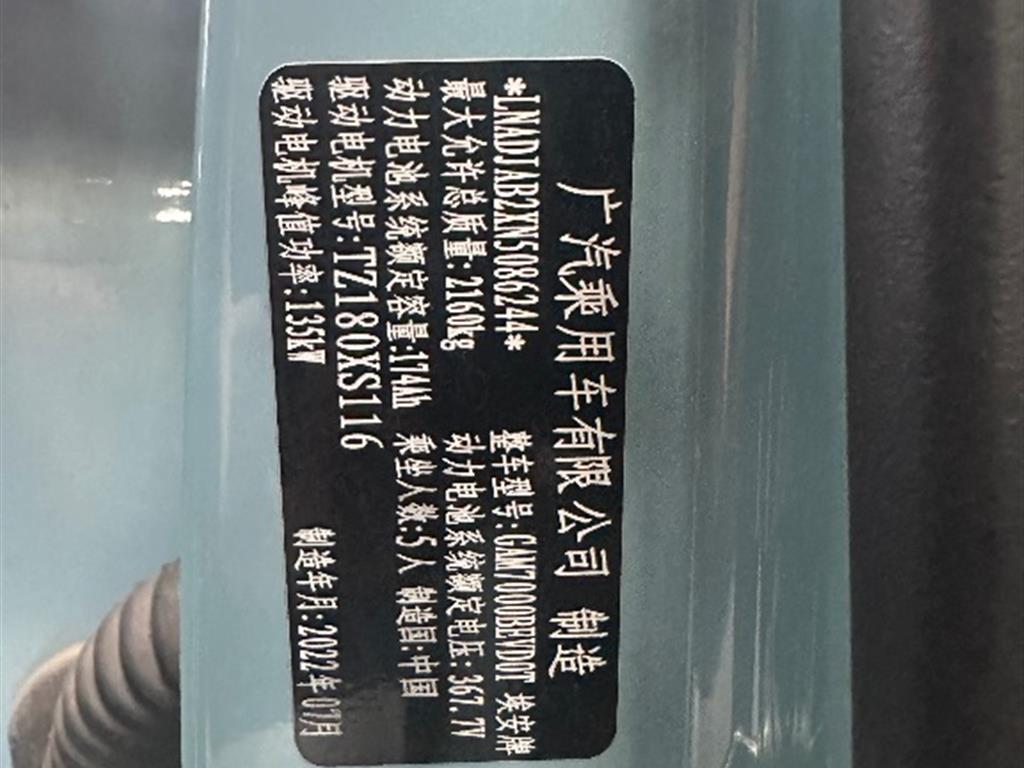 广汽乘用车有限公司 制造
*LNADJAB2XN5086244* 整车型号:GAM7000BEVD0T 埃安牌
最大允许总质量:2160kg 动力电池系统额定电压:367.7V
动力电池系统额定容量:174Ah 乘坐人数:5人 制造国:中国
驱动电机型号:TZ180XS116
驱动电机峰值功率:135kW 制造年月:2022年07月